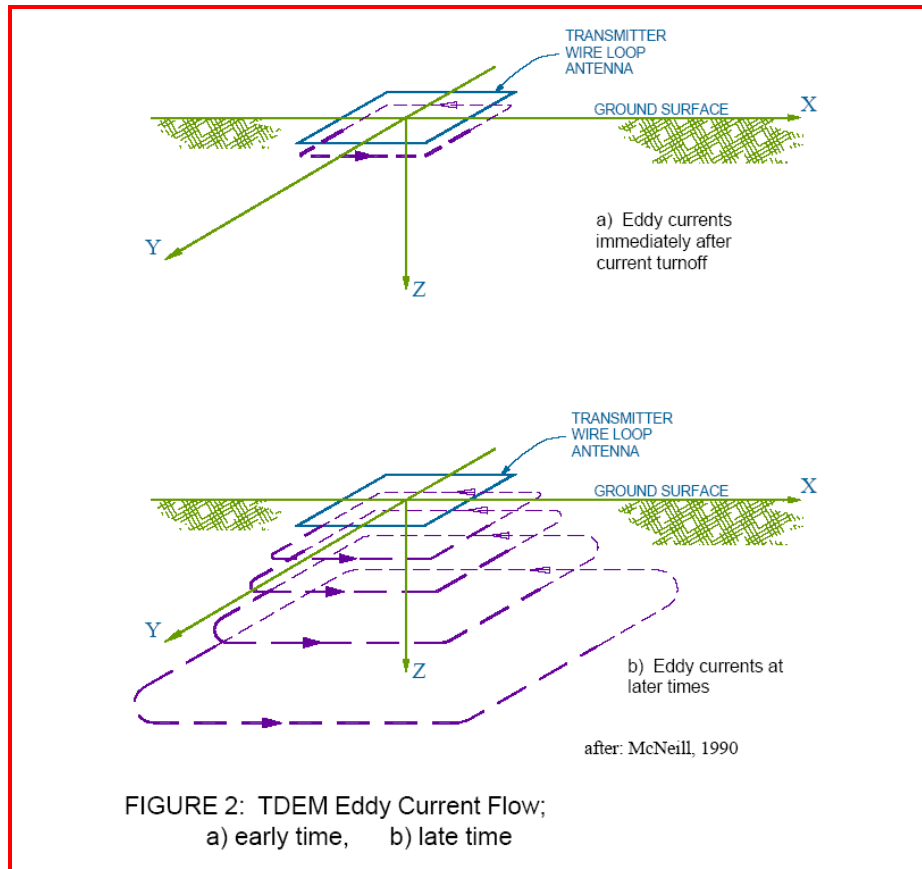 TRANSMITTER
WIRE LOOP
ANTENNA
GROUND SURFACE
X
Y
Z
a) Eddy currents
immediately after
current turnoff
TRANSMITTER
WIRE LOOP
ANTENNA
GROUND SURFACE
X
Y
Z
b) Eddy currents at
later times
after: McNeill, 1990
FIGURE 2: TDEM Eddy Current Flow;
a) early time, b) late time